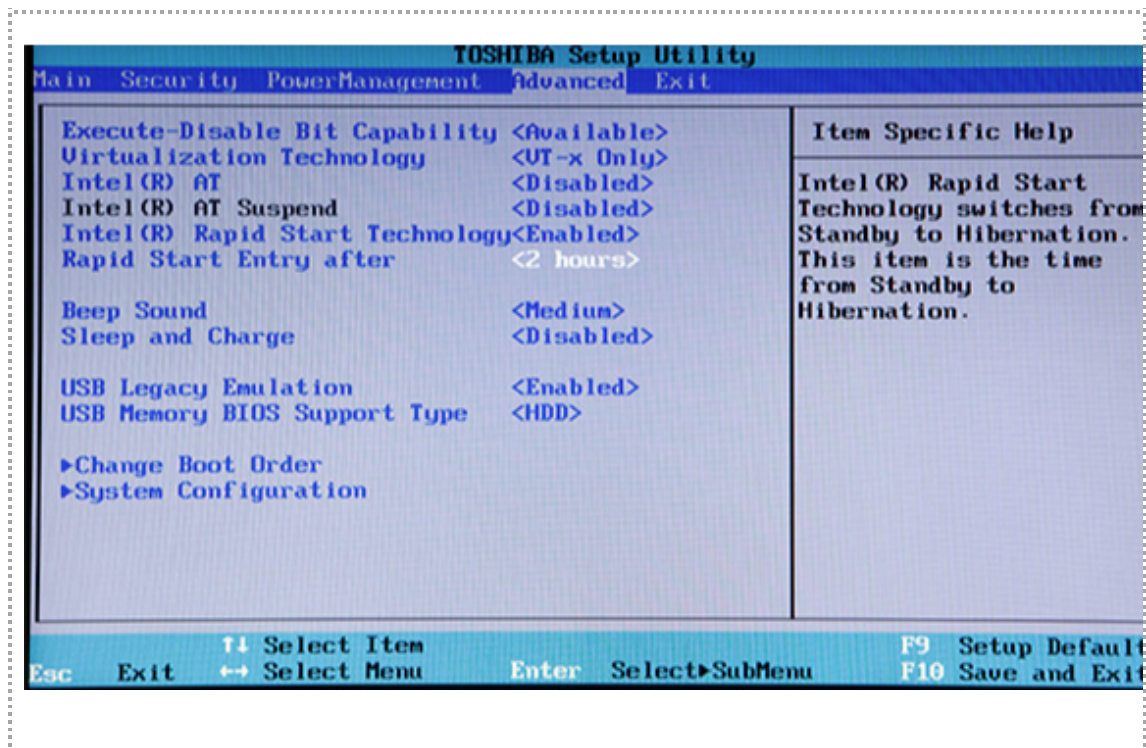 TOSHIBA Setup Utility
Main Security PowerManagement Advanced Exit
Execute-Disable Bit Capability <Available>
Virtualization Technology <VT-x Only>
Intel(R) AT <Disabled>
Intel(R) AT Suspend <Disabled>
Intel(R) Rapid Start Technology<Enabled>
Rapid Start Entry after <2 hours>
Beep Sound <Medium>
Sleep and Charge <Disabled>
USB Legacy Emulation <Enabled>
USB Memory BIOS Support Type <HDD>
▶Change Boot Order
▶System Configuration
Item Specific Help
Intel(R) Rapid Start
Technology switches from
Standby to Hibernation.
This item is the time
from Standby to
Hibernation.
↑↓ Select Item F9 Setup Default
Esc Exit ←→ Select Menu Enter Select▶SubMenu F10 Save and Exit